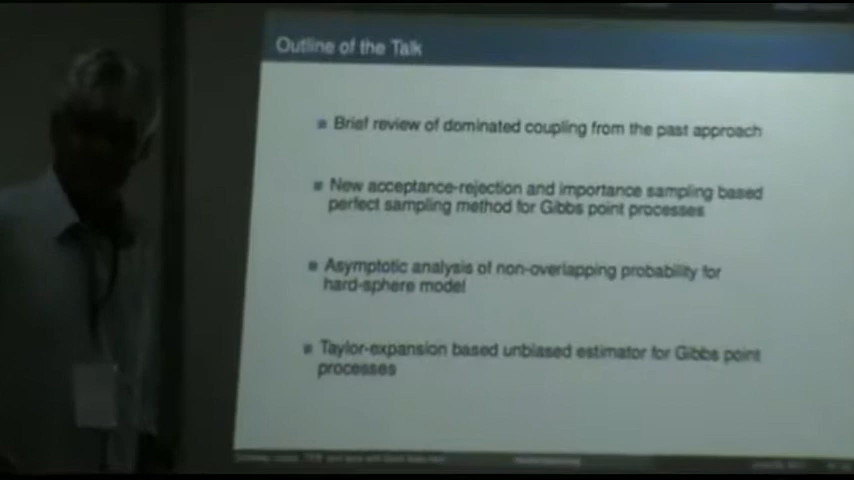 Outline of the Talk
Brief review of dominated coupling from the past approach
New acceptance-rejection and importance sampling based
perfect sampling method for Gibbs point processes
Asymptotic analysis of non-overlapping probability for
hard-sphere model
Taylor-expansion based unbiased estimator for Gibbs point
processes